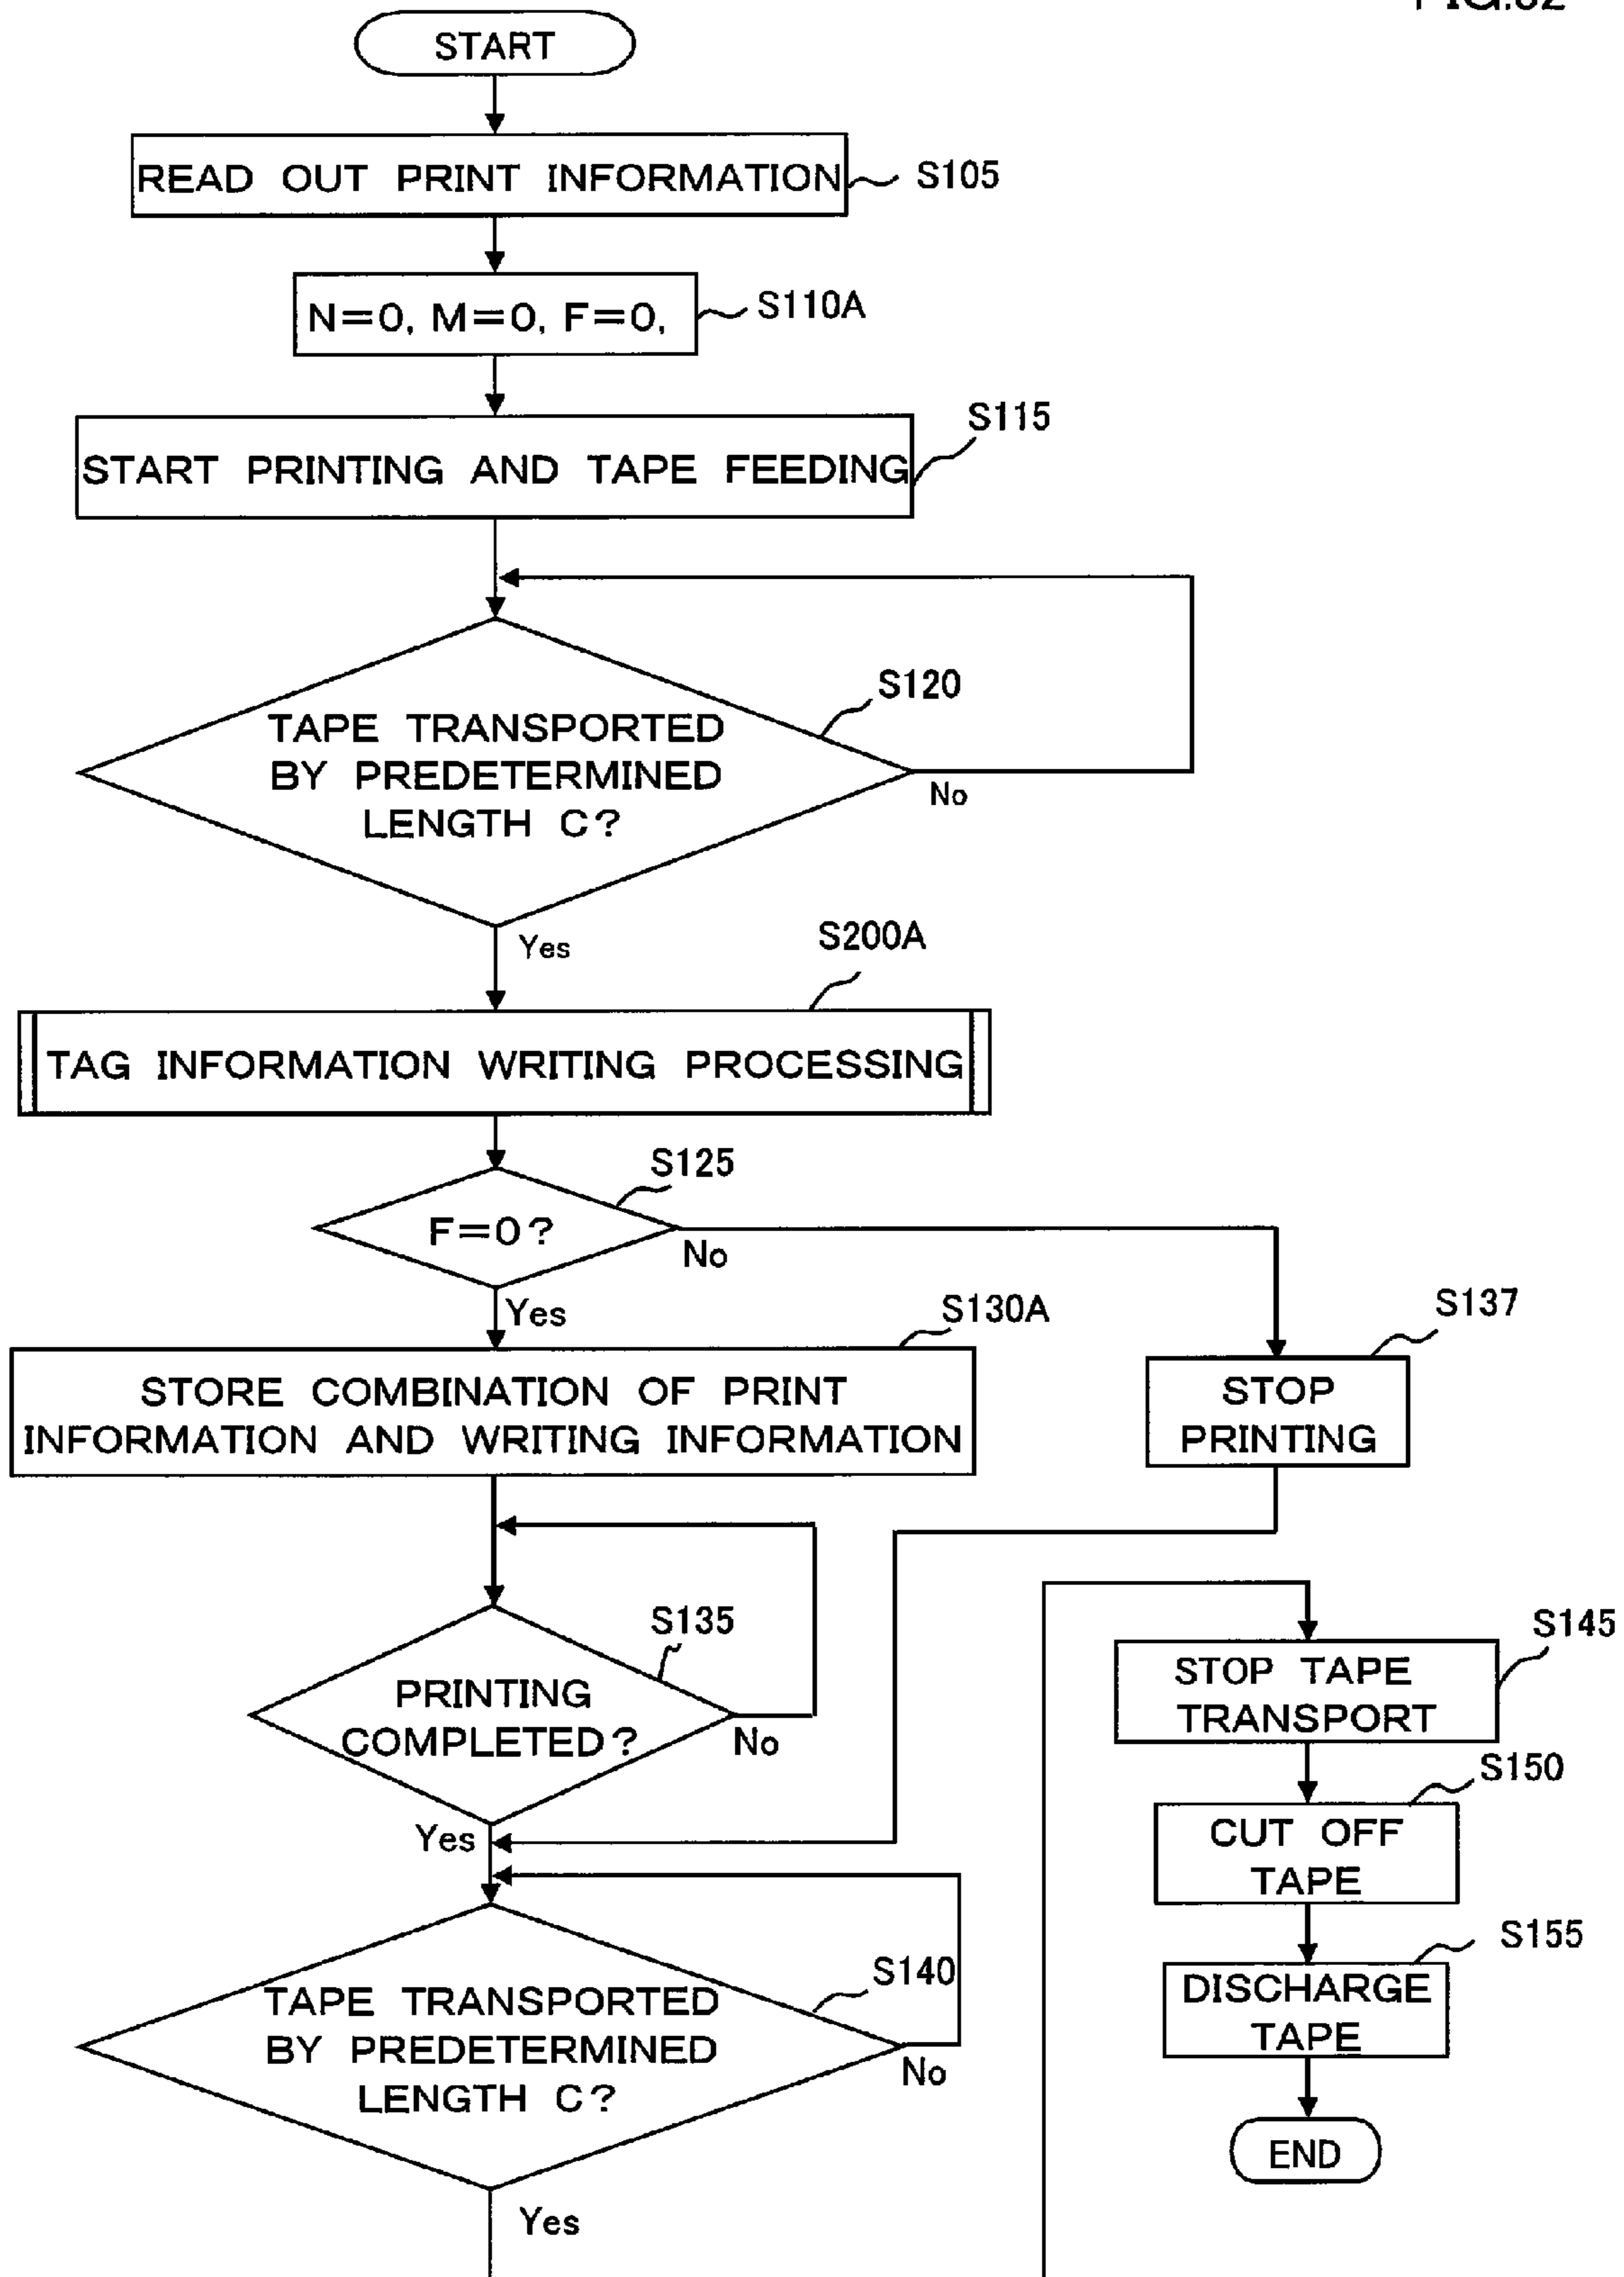 START
READ OUT PRINT INFORMATION
S105
N=0, M=0, F=0,
S110A
START PRINTING AND TAPE FEEDING
S115
TAPE TRANSPORTED
BY PREDETERMINED
LENGTH C?
S120
No
Yes
S200A
TAG INFORMATION WRITING PROCESSING
S125
F=0?
No
Yes
S130A
STORE COMBINATION OF PRINT
INFORMATION AND WRITING INFORMATION
S137
STOP
PRINTING
S135
PRINTING
COMPLETED?
No
Yes
S140
TAPE TRANSPORTED
BY PREDETERMINED
LENGTH C?
No
Yes
S145
STOP TAPE
TRANSPORT
S150
CUT OFF
TAPE
S155
DISCHARGE
TAPE
END